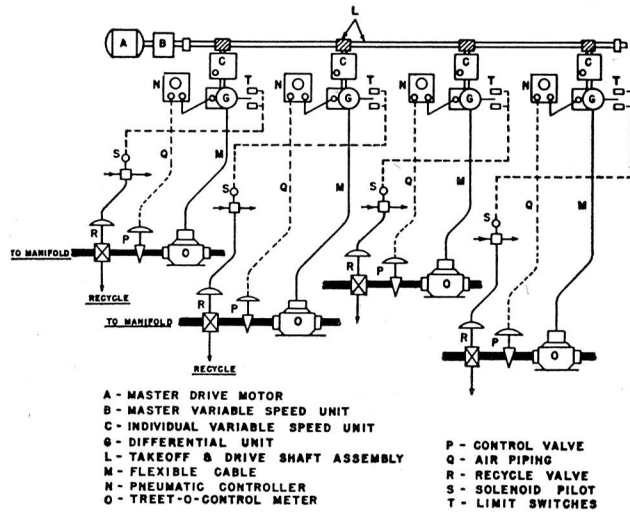 L
A B
C C C C
N T N T N T N T
G G G G
S Q M S Q M S Q M S Q M
R P O
TO MANIFOLD
RECYCLE
R P O
TO MANIFOLD
RECYCLE
R P O
R P O
A - MASTER DRIVE MOTOR
B - MASTER VARIABLE SPEED UNIT
C - INDIVIDUAL VARIABLE SPEED UNIT
G - DIFFERENTIAL UNIT
L - TAKEOFF & DRIVE SHAFT ASSEMBLY
M - FLEXIBLE CABLE
N - PNEUMATIC CONTROLLER
O - TREET-O-CONTROL METER
P - CONTROL VALVE
Q - AIR PIPING
R - RECYCLE VALVE
S - SOLENOID PILOT
T - LIMIT SWITCHES